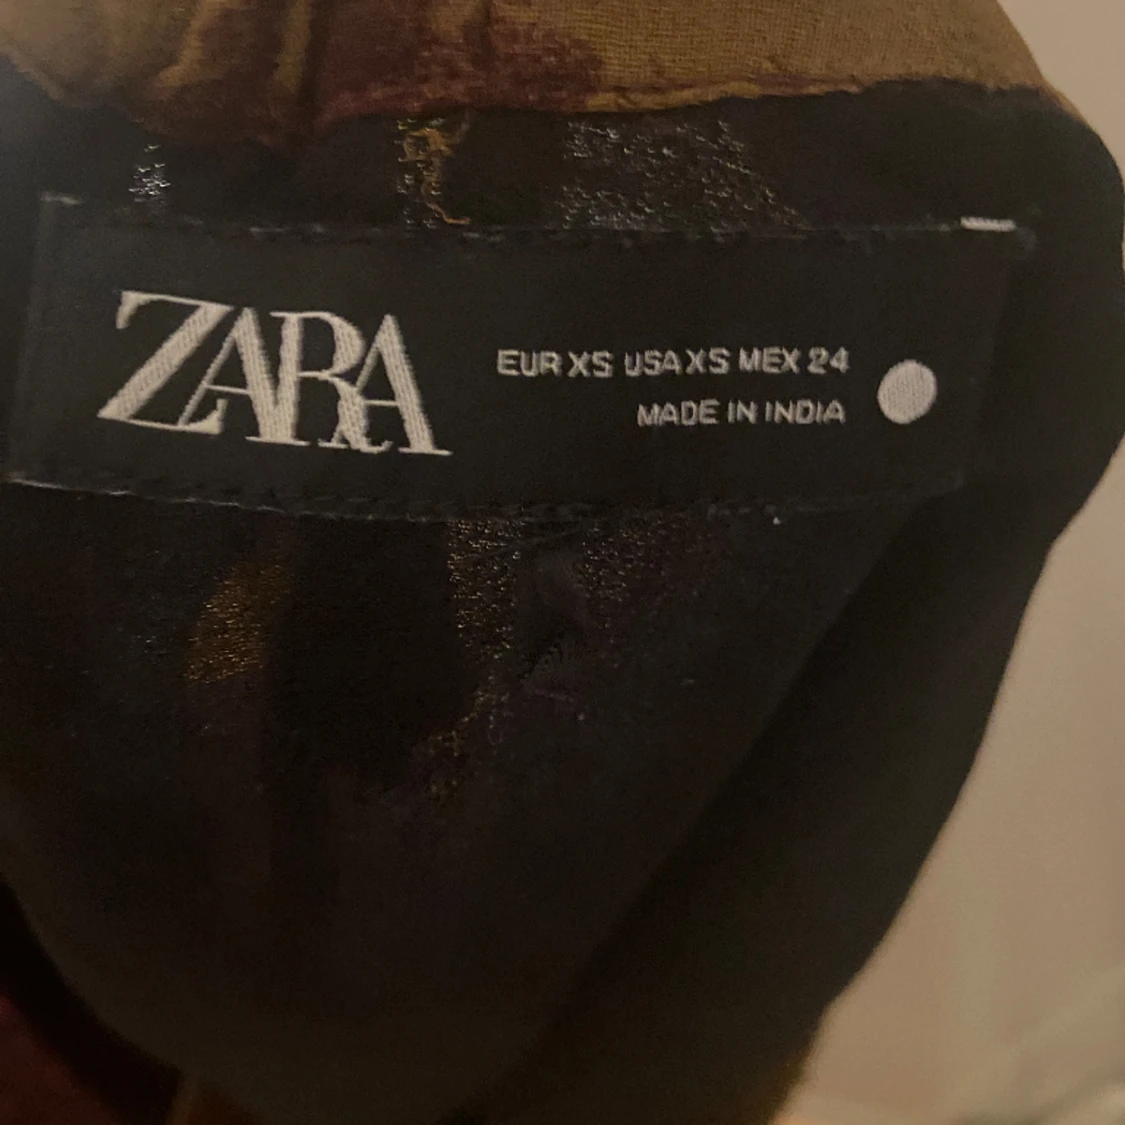 ZARA
EUR XS USA XS MEX 24
MADE IN INDIA